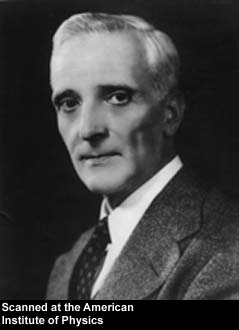 Scanned at the American
Institute of Physics